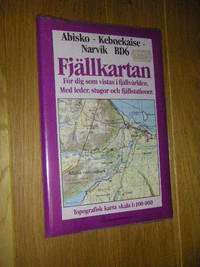 Abisko - Kebnekaise -
Narvik BD6
Fjällkartan
För dig som vistas i fjällvärlden.
Med leder, stugor och fjällstationer.
Topografisk karta skala 1:100 000